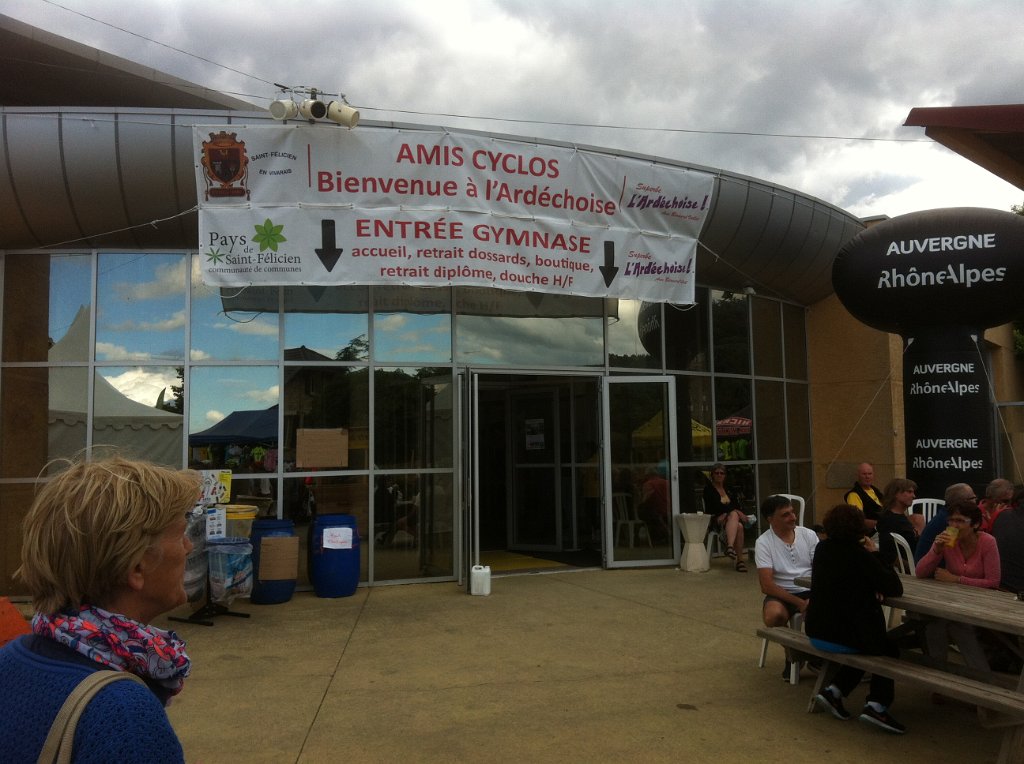 SAINT-FÉLICIEN
EN VIVARAIS
AMIS CYCLOS
Bienvenue à l'Ardéchoise
Superbe
L'Ardéchoise !
Pays de
Saint-Félicien
communauté de communes
ENTRÉE GYMNASE
accueil, retrait dossards, boutique,
retrait diplôme, douche H/F
Superbe
L'Ardéchoise!
AUVERGNE
RhôneAlpes
AUVERGNE
RhôneAlpes
AUVERGNE
RhôneAlpes